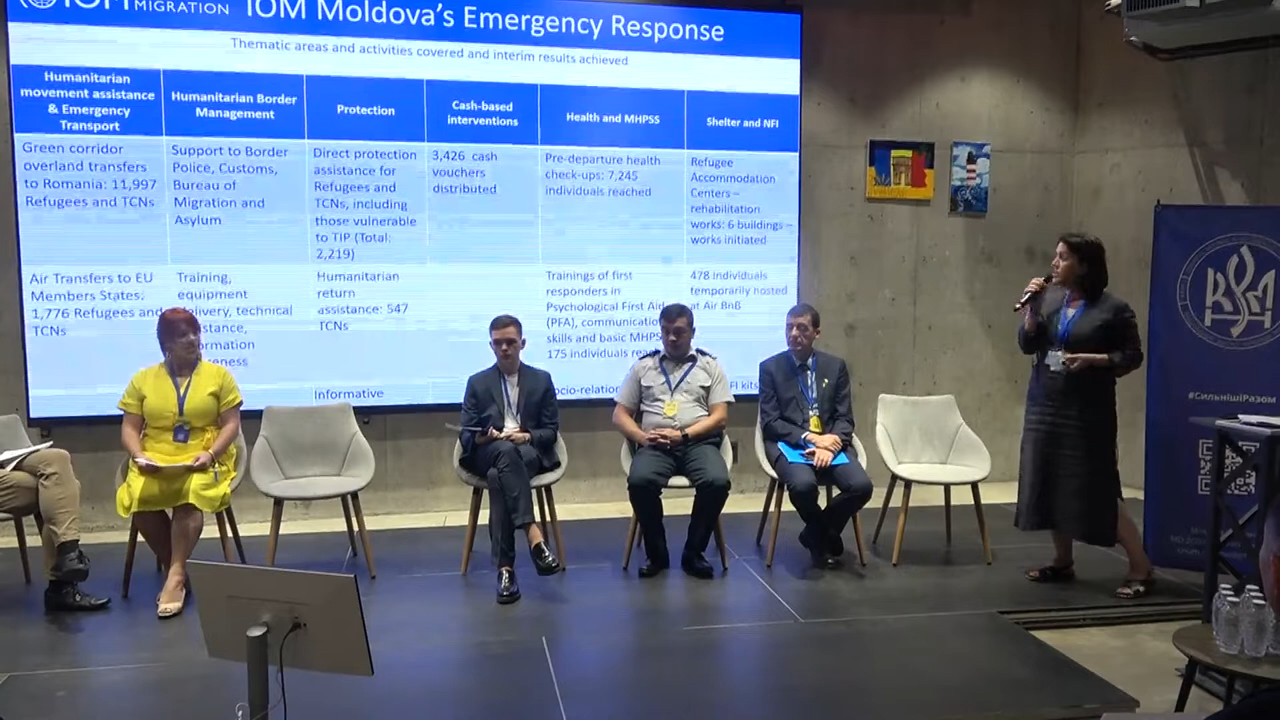 IOM Moldova's Emergency Response
MIGRATION
Thematic areas and activities covered and interim results achieved
Humanitarian
movement assistance
& Emergency
Transport
Humanitarian Border
Management
Protection
Cash-based
interventions
Health and MHPSS
Shelter and NFI
Green corridor
overland transfers
to Romania: 11,997
Refugees and TCNs
Support to Border
Police, Customs,
Bureau of
Migration and
Asylum
Direct protection
assistance for
Refugees and
TCNs, including
those vulnerable
to TIP (Total:
2,219)
3,426 cash
vouchers
distributed
Pre-departure health
check-ups: 7,245
individuals reached
Refugee
Accommodation
Centers –
rehabilitation
works: 6 buildings –
works initiated
Air Transfers to EU
Members States,
1,776 Refugees and
TCNs
Training,
equipment
delivery, technical
Humanitarian
return
assistance: 547
TCNs
Informative
Trainings of first
responders in
Psychological First Aid
(PFA), communication
skills and basic MHPSS
175 individuals
478 individuals
temporarily hosted
at Air BnB
kits
#СильнішіРазом